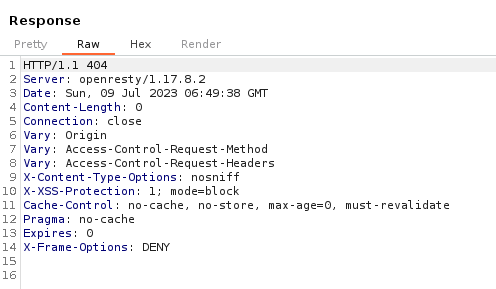 Response
Pretty Raw Hex Render
1 HTTP/1.1 404
2 Server: openresty/1.17.8.2
3 Date: Sun, 09 Jul 2023 06:49:38 GMT
4 Content-Length: 0
5 Connection: close
6 Vary: Origin
7 Vary: Access-Control-Request-Method
8 Vary: Access-Control-Request-Headers
9 X-Content-Type-Options: nosniff
10 X-XSS-Protection: 1; mode=block
11 Cache-Control: no-cache, no-store, max-age=0, must-revalidate
12 Pragma: no-cache
13 Expires: 0
14 X-Frame-Options: DENY
15
16